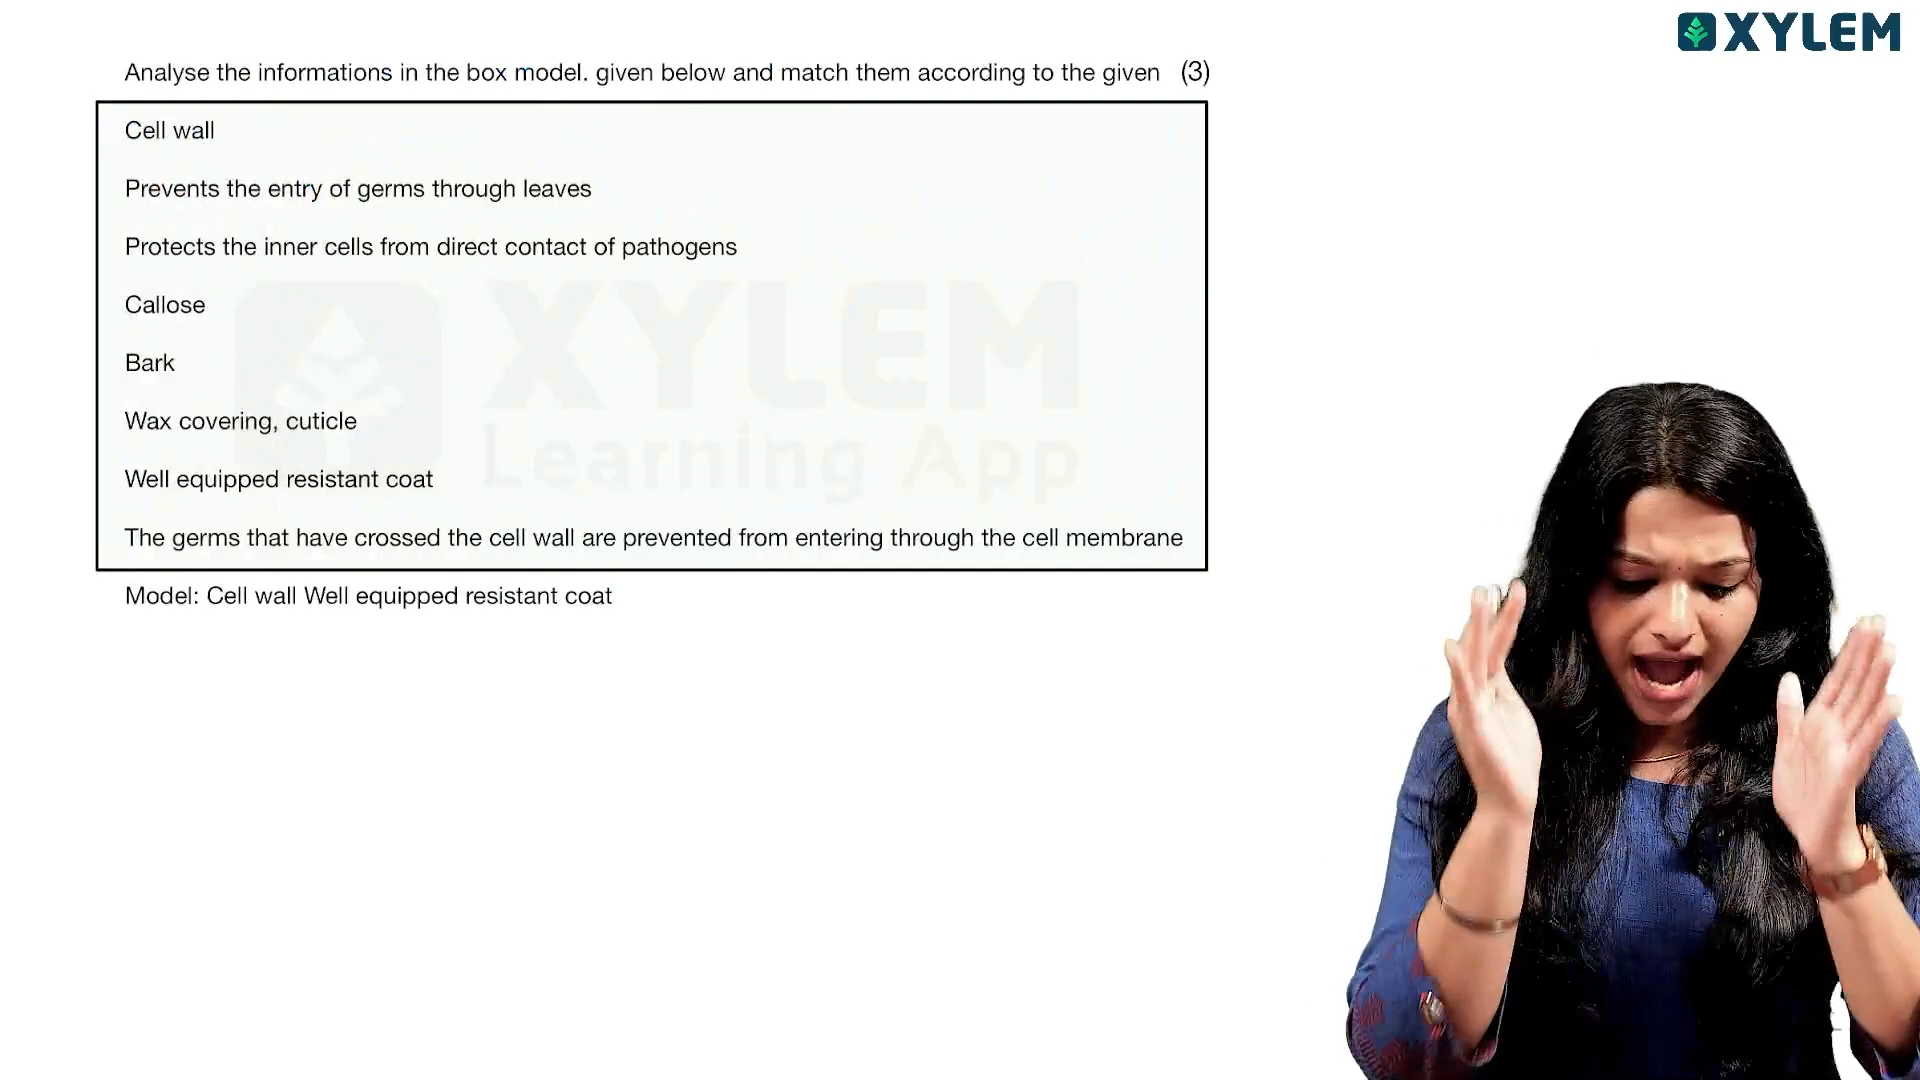 XYLEM
Analyse the informations in the box model. given below and match them according to the given (3)
Cell wall
Prevents the entry of germs through leaves
Protects the inner cells from direct contact of pathogens
Callose
Bark
Wax covering, cuticle
Well equipped resistant coat
The germs that have crossed the cell wall are prevented from entering through the cell membrane
XYLEM
Learning App
Model: Cell wall Well equipped resistant coat